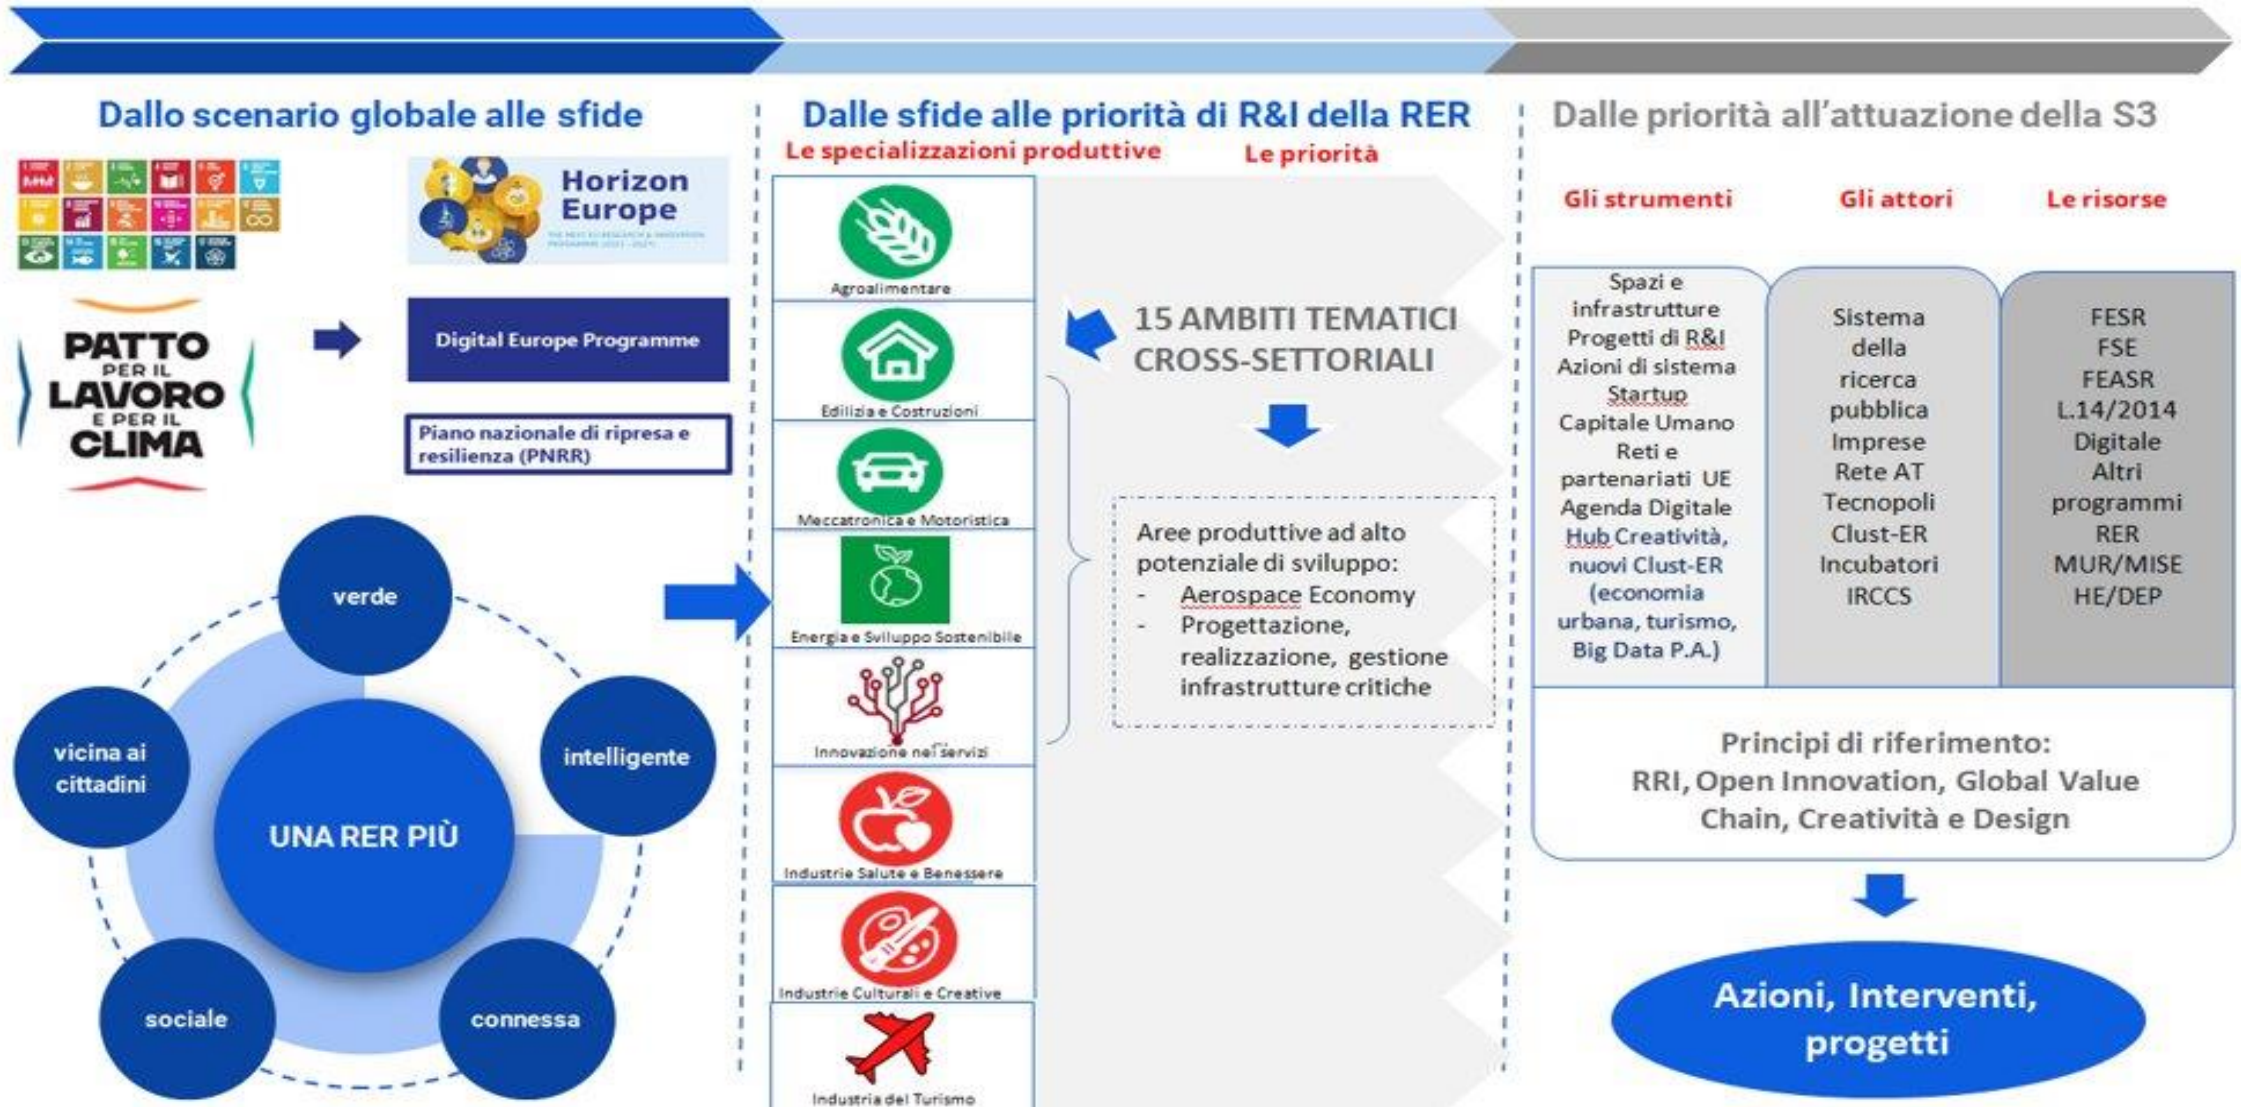 Dallo scenario globale alle sfide
Horizon
Europe
PATTO
PER IL
LAVORO
E PER IL
CLIMA
Digital Europe Programme
Piano nazionale di ripresa e
resilienza (PNRR)
verde
vicina ai
cittadini
intelligente
UNA RER PIÙ
sociale
connessa
Dalle sfide alle priorità di R&I della RER
Le specializzazioni produttive
Le priorità
Agroalimentare
Edilizia e Costruzioni
Meccatronica e Motoristica
Energia e Sviluppo Sostenibile
Innovazione nei servizi
Industrie Salute e Benessere
Industrie Culturali e Creative
Industria del Turismo
15 AMBITI TEMATICI
CROSS-SETTORIALI
Aree produttive ad alto
potenziale di sviluppo:
- Aerospace Economy
- Progettazione,
realizzazione, gestione
infrastrutture critiche
Dalle priorità all'attuazione della S3
Gli strumenti
Spazi e
infrastrutture
Progetti di R&I
Azioni di sistema
Startup
Capitale Umano
Reti e
partenariati UE
Agenda Digitale
Hub Creatività,
nuovi Clust-ER
(economia
urbana, turismo,
Big Data P.A.)
Gli attori
Sistema
della
ricerca
pubblica
Imprese
Rete AT
Tecnopoli
Clust-ER
Incubatori
IRCCS
Le risorse
FESR
FSE
FEASR
L.14/2014
Digitale
Altri
programmi
RER
MUR/MISE
HE/DEP
Principi di riferimento:
RRI, Open Innovation, Global Value
Chain, Creatività e Design
Azioni, Interventi,
progetti